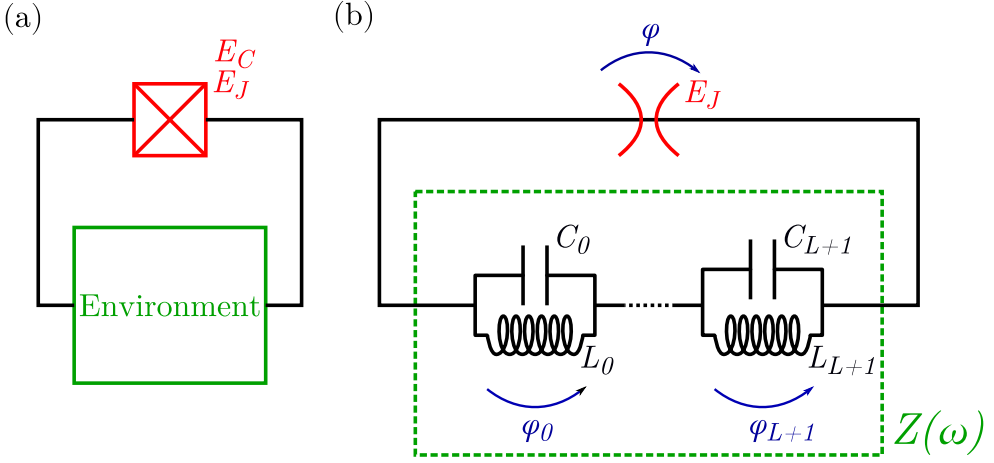 (a)
E_C
E_J
Environment
(b)
φ
E_J
C_0
C_{L+1}
L_0
L_{L+1}
φ_0
φ_{L+1}
Z(ω)